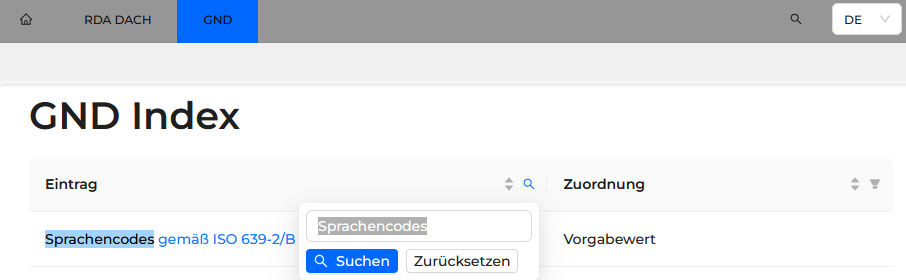 RDA DACH GND DE
GND Index
Eintrag Zuordnung
Sprachencodes
Sprachencodes gemäß ISO 639-2/B Vorgabewert
Suchen Zurücksetzen